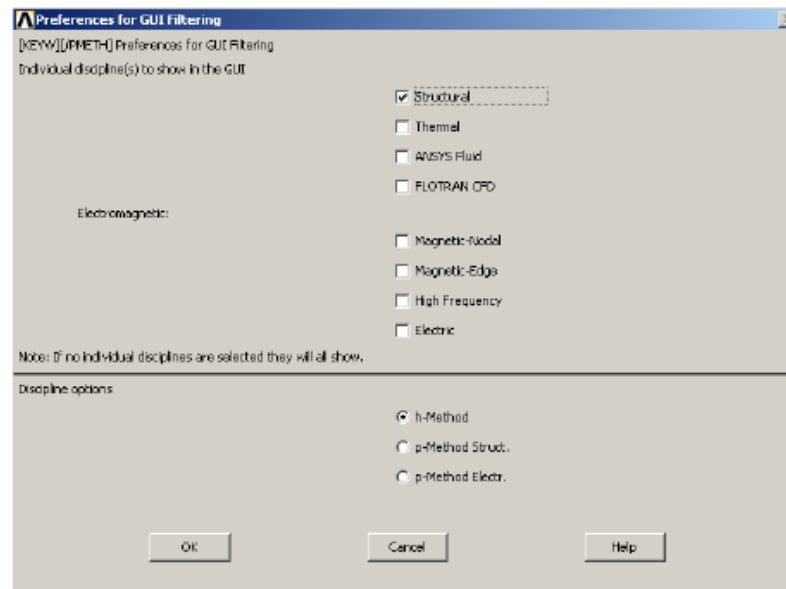 Preferences for GUI Filtering
[KEYW][/PMETH] Preferences for GUI Filtering
Individual discipline(s) to show in the GUI
Structural
Thermal
ANSYS Fluid
FLOTRAN CFD
Electromagnetic:
Magnetic-Nodal
Magnetic-Edge
High Frequency
Electric
Note: If no individual disciplines are selected they will all show.
Discipline options
h-Method
p-Method Struct.
p-Method Electr.
OK Cancel Help